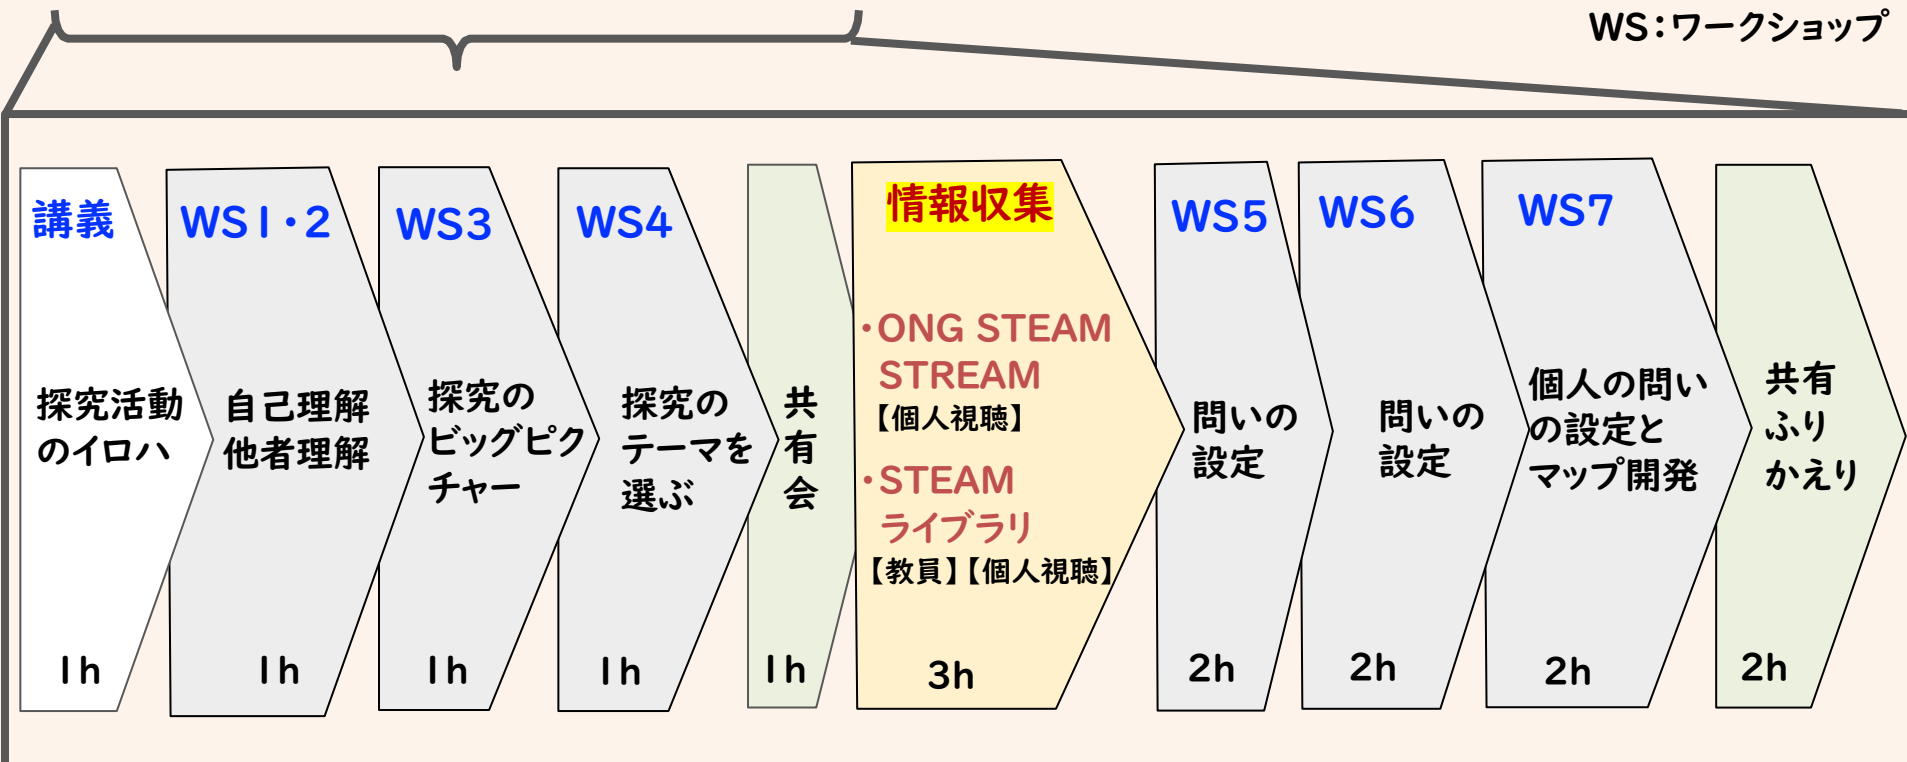 WS：ワークショップ
講義
探究活動
のイロハ
1h
WS1・2
自己理解
他者理解
1h
WS3
探究の
ビッグピク
チャー
1h
WS4
探究の
テーマを
選ぶ
1h
共
有
会
1h
情報収集
・ONG STEAM
STREAM
【個人視聴】
・STEAM
ライブラリ
【教員】【個人視聴】
3h
WS5
問いの
設定
2h
WS6
問いの
設定
2h
WS7
個人の問い
の設定と
マップ開発
2h
共有
ふり
かえり
2h